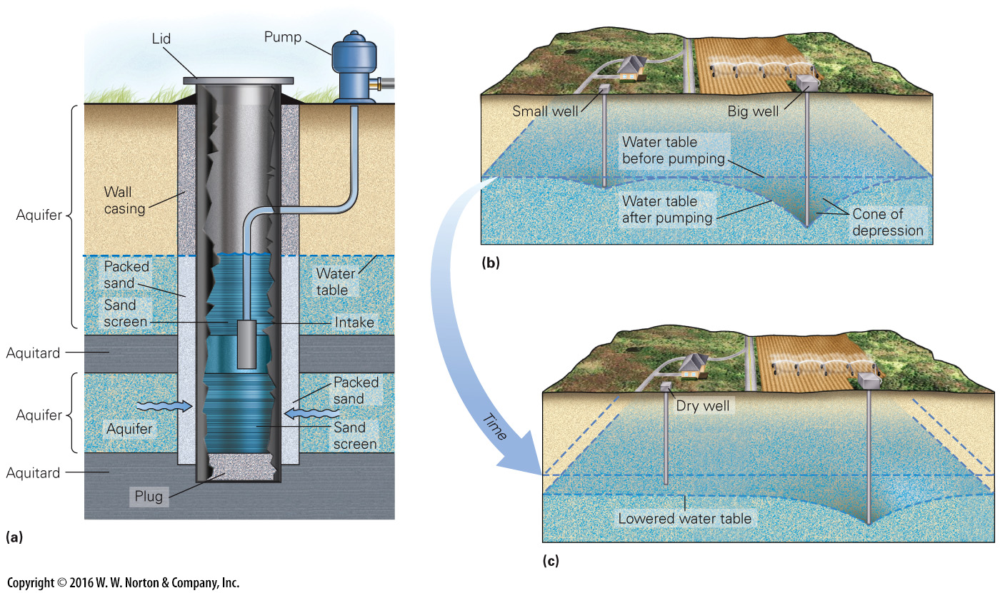 Lid
Pump
Wall
casing
Aquifer
Packed
sand
Water
table
Sand
screen
Intake
Aquitard
Packed
sand
Aquifer
Aquifer
Sand
screen
Aquitard
Plug
(a)
Small well
Big well
Water table
before pumping
Water table
after pumping
Cone of
depression
(b)
Time
Dry well
Lowered water table
(c)
Copyright © 2016 W. W. Norton & Company, Inc.